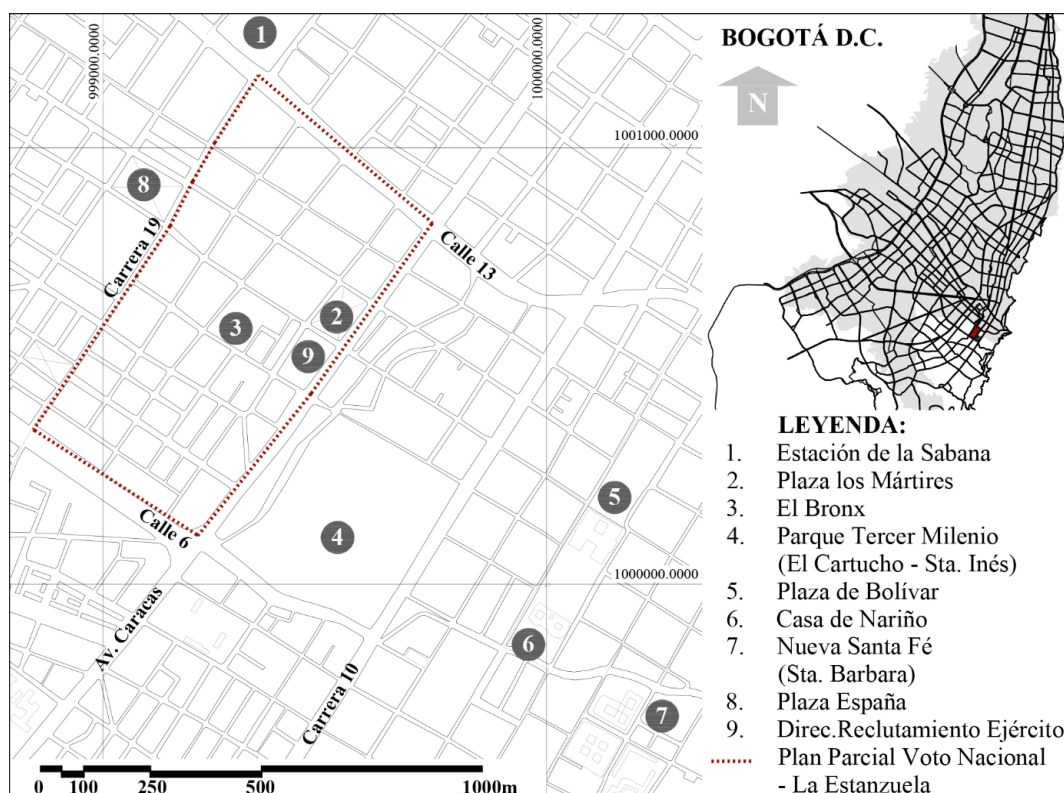 1
999000.0000
1000000.0000
1001000.0000
8
Carrera 19
Calle 13
2
3
9
5
4
Calle 6
1000000.0000
6
Av. Caracas
Carrera 10
7
0 100 250 500 1000m
BOGOTÁ D.C.
N
LEYENDA:
1. Estación de la Sabana
2. Plaza los Mártires
3. El Bronx
4. Parque Tercer Milenio
(El Cartucho - Sta. Inés)
5. Plaza de Bolívar
6. Casa de Nariño
7. Nueva Santa Fé
(Sta. Barbara)
8. Plaza España
9. Direc.Reclutamiento Ejército
Plan Parcial Voto Nacional
- La Estanzuela